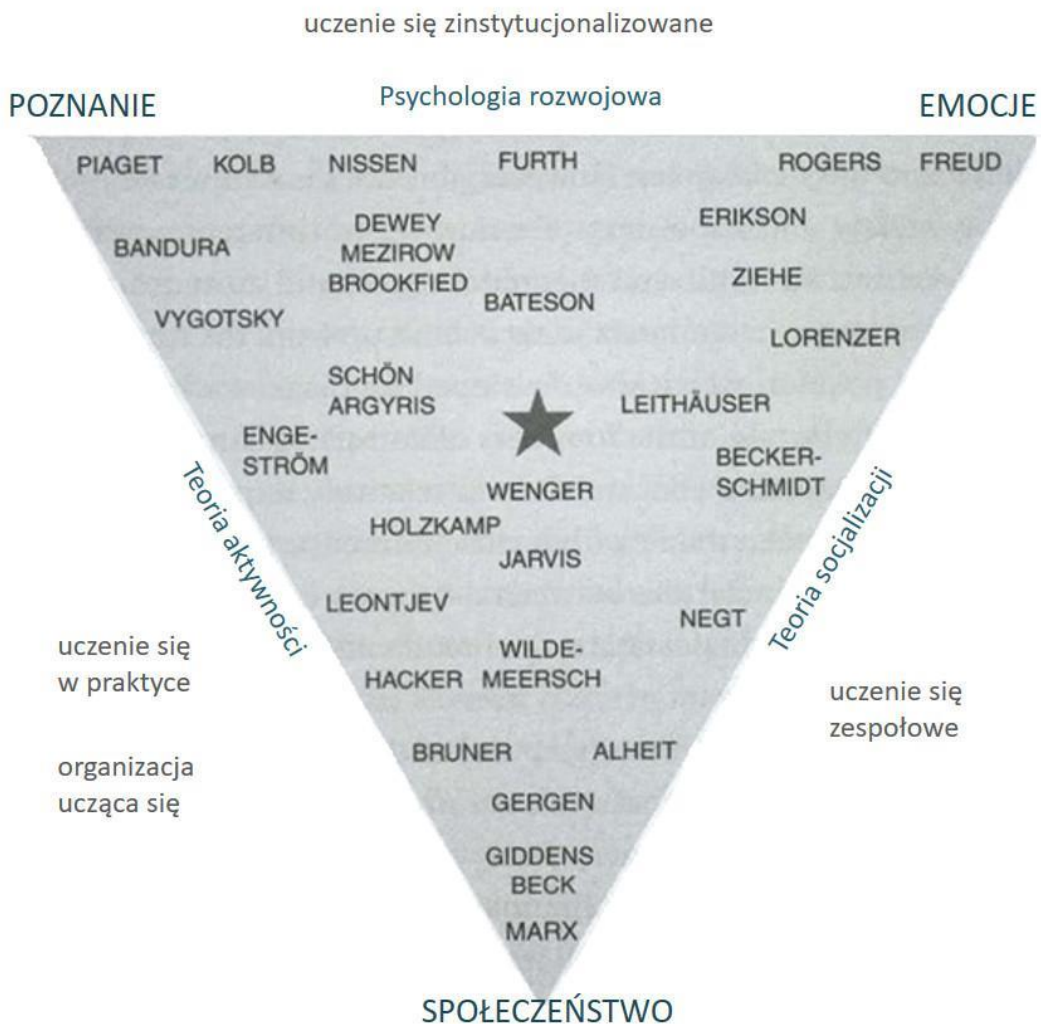 uczenie się zinstytucjonalizowane
Psychologia rozwojowa
POZNANIE
EMOCJE
PIAGET KOLB NISSEN FURTH ROGERS FREUD
ERIKSON
DEWEY
BANDURA MEZIROW
BROOKFIED
ZIEHE
BATESON
VYGOTSKY
LORENZER
SCHÖN
ARGYRIS
LEITHÄUSER
ENGE-
STRÖM
BECKER-
SCHMIDT
WENGER
HOLZKAMP
JARVIS
Teoria aktywności
Teoria socjalizacji
LEONTJEV
NEGT
uczenie się
w praktyce
WILDE-
HACKER MEERSCH
uczenie się
zespołowe
BRUNER ALHEIT
organizacja
ucząca się
GERGEN
GIDDENS
BECK
MARX
SPOŁECZEŃSTWO